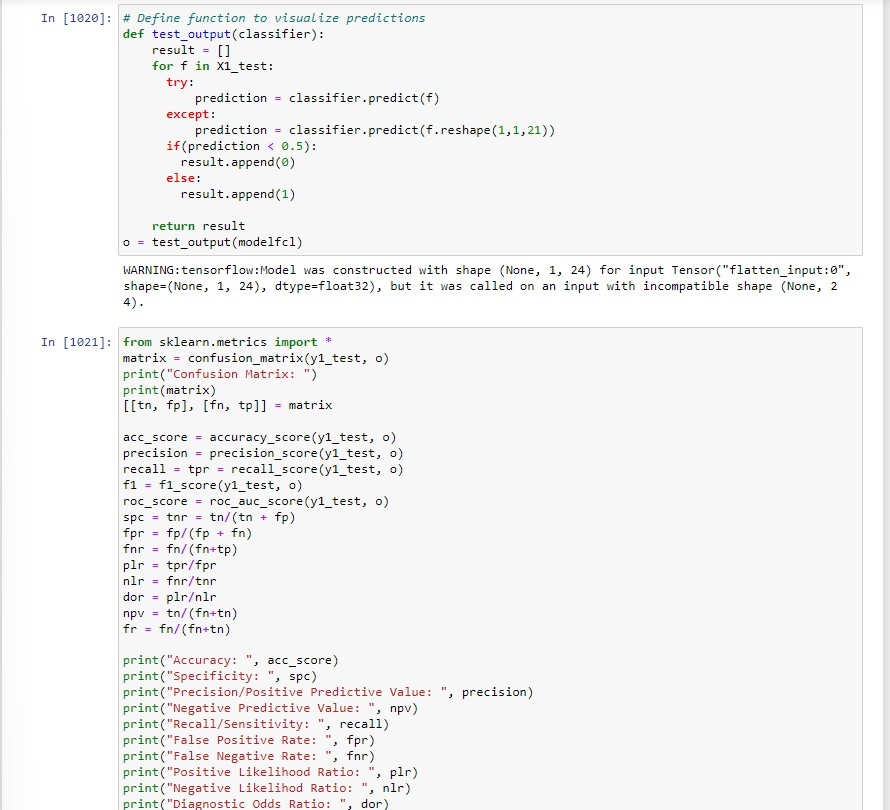 In [1020]: # Define function to visualize predictions
def test_output(classifier):
    result = []
    for f in X1_test:
      try:
          prediction = classifier.predict(f)
      except:
          prediction = classifier.predict(f.reshape(1,1,21))
      if(prediction < 0.5):
        result.append(0)
      else:
        result.append(1)

    return result
o = test_output(modelfcl)
WARNING:tensorflow:Model was constructed with shape (None, 1, 24) for input Tensor("flatten_input:0",
shape=(None, 1, 24), dtype=float32), but it was called on an input with incompatible shape (None, 2
4).
In [1021]: from sklearn.metrics import *
matrix = confusion_matrix(y1_test, o)
print("Confusion Matrix: ")
print(matrix)
[[tn, fp], [fn, tp]] = matrix

acc_score = accuracy_score(y1_test, o)
precision = precision_score(y1_test, o)
recall = tpr = recall_score(y1_test, o)
f1 = f1_score(y1_test, o)
roc_score = roc_auc_score(y1_test, o)
spc = tnr = tn/(tn + fp)
fpr = fp/(fp + fn)
fnr = fn/(fn+tp)
plr = tpr/fpr
nlr = fnr/tnr
dor = plr/nlr
npv = tn/(fn+tn)
fr = fn/(fn+tn)

print("Accuracy: ", acc_score)
print("Specificity: ", spc)
print("Precision/Positive Predictive Value: ", precision)
print("Negative Predictive Value: ", npv)
print("Recall/Sensitivity: ", recall)
print("False Positive Rate: ", fpr)
print("False Negative Rate: ", fnr)
print("Positive Likelihood Ratio: ", plr)
print("Negative Likelihod Ratio: ", nlr)
print("Diagnostic Odds Ratio: ", dor)